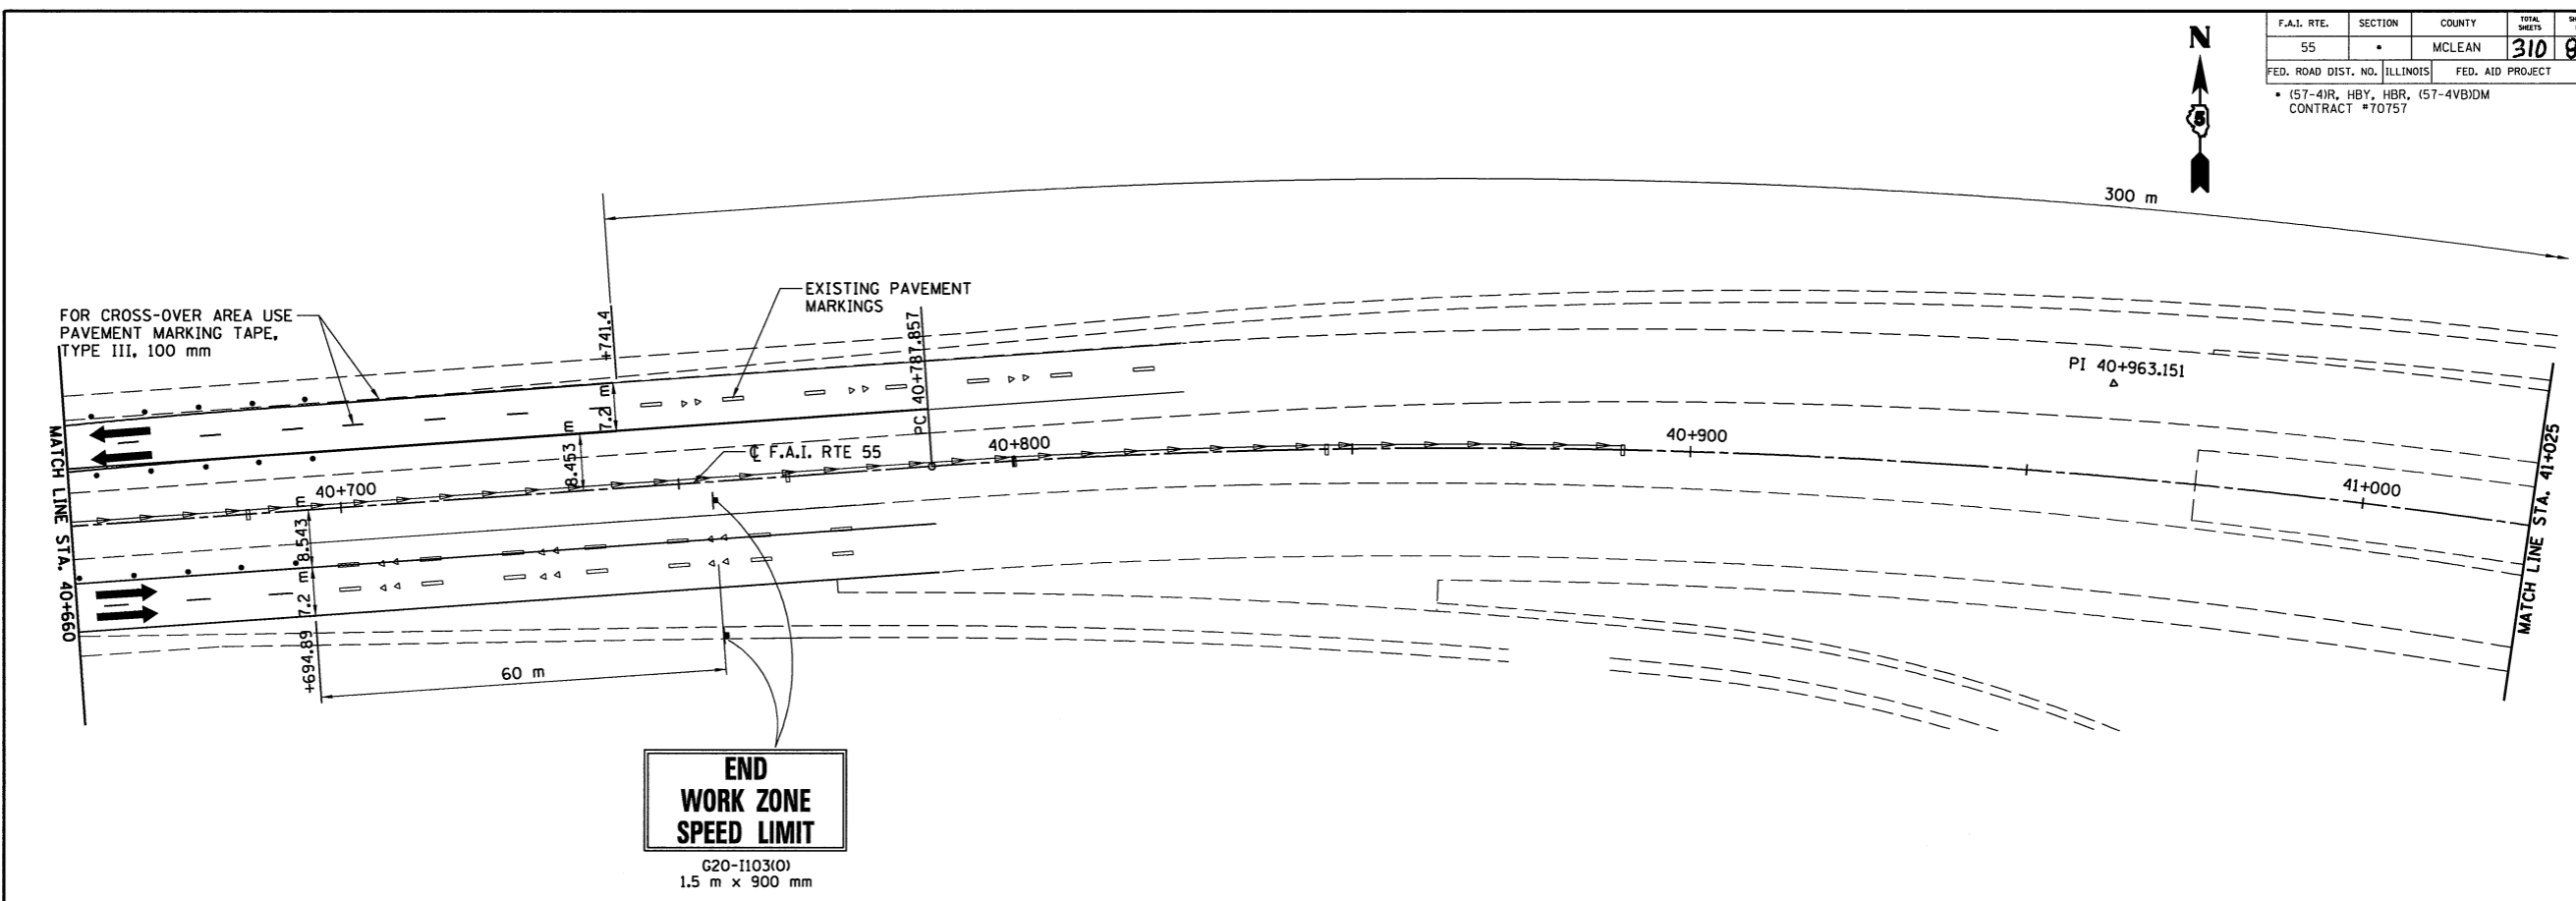 F.A.I. RTE. SECTION COUNTY TOTAL SHEETS
55 • MCLEAN 310
FED. ROAD DIST. NO. ILLINOIS FED. AID PROJECT
• (57-4)R, HBY, HBR, (57-4VB)DM
CONTRACT #70757
N
5
300 m
FOR CROSS-OVER AREA USE
PAVEMENT MARKING TAPE,
TYPE III, 100 mm
EXISTING PAVEMENT
MARKINGS
+741.4
PC 40+787.857
PI 40+963.151
7.2 m
8.453 m
℄ F.A.I. RTE 55
40+700
40+800
40+900
41+000
MATCH LINE STA. 40+660
MATCH LINE STA. 41+025
8.543 m
7.2 m
+694.89
60 m
END
WORK ZONE
SPEED LIMIT
G20-I103(O)
1.5 m x 900 mm